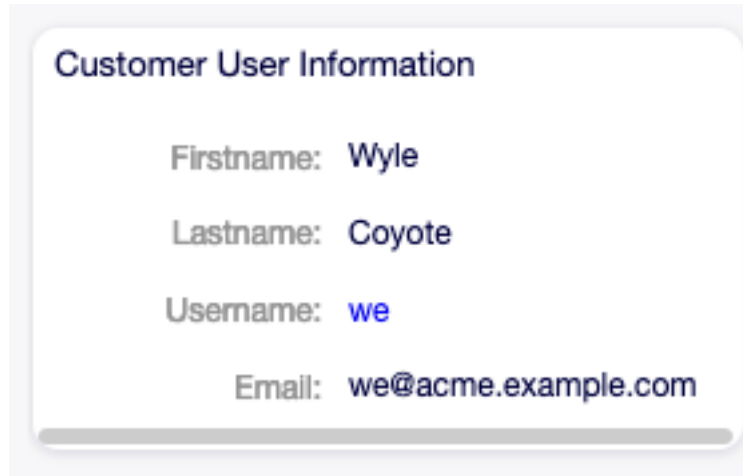 Customer User Information
Firstname: Wyle
Lastname: Coyote
Username: we
Email: we@acme.example.com